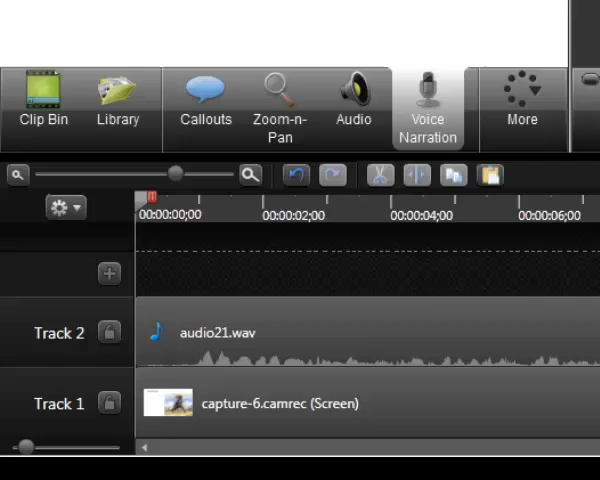 Clip Bin
Library
Callouts
Zoom-n-
Pan
Audio
Voice
Narration
More
00:00:00;00
00:00:02;00
00:00:04;00
00:00:06;00
Track 2
audio21.wav
Track 1
capture-6.camrec (Screen)